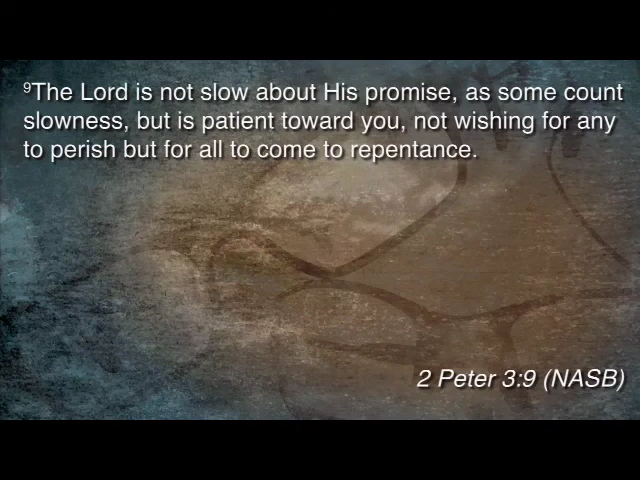 ⁹The Lord is not slow about His promise, as some count
slowness, but is patient toward you, not wishing for any
to perish but for all to come to repentance.
2 Peter 3:9 (NASB)